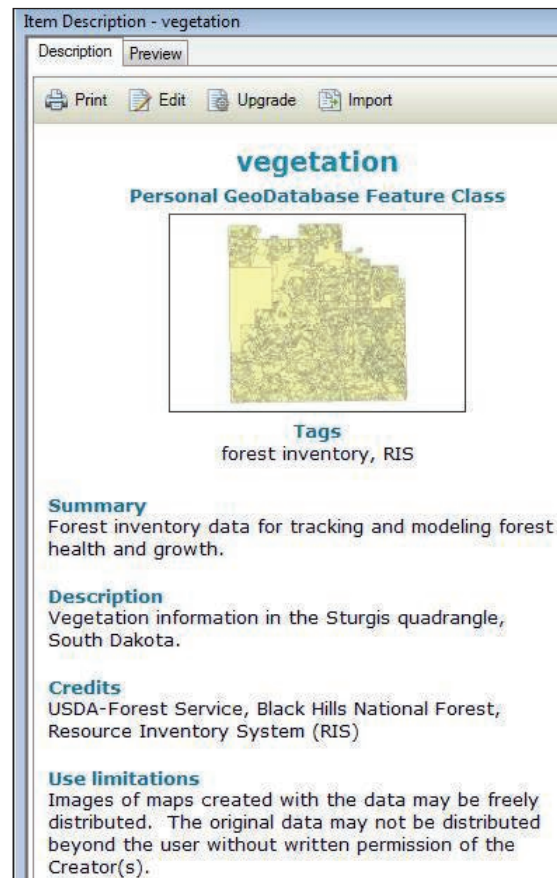 Item Description - vegetation
Description Preview
Print Edit Upgrade Import
vegetation
Personal GeoDatabase Feature Class
Tags
forest inventory, RIS
Summary
Forest inventory data for tracking and modeling forest
health and growth.
Description
Vegetation information in the Sturgis quadrangle,
South Dakota.
Credits
USDA-Forest Service, Black Hills National Forest,
Resource Inventory System (RIS)
Use limitations
Images of maps created with the data may be freely
distributed.  The original data may not be distributed
beyond the user without written permission of the
Creator(s).